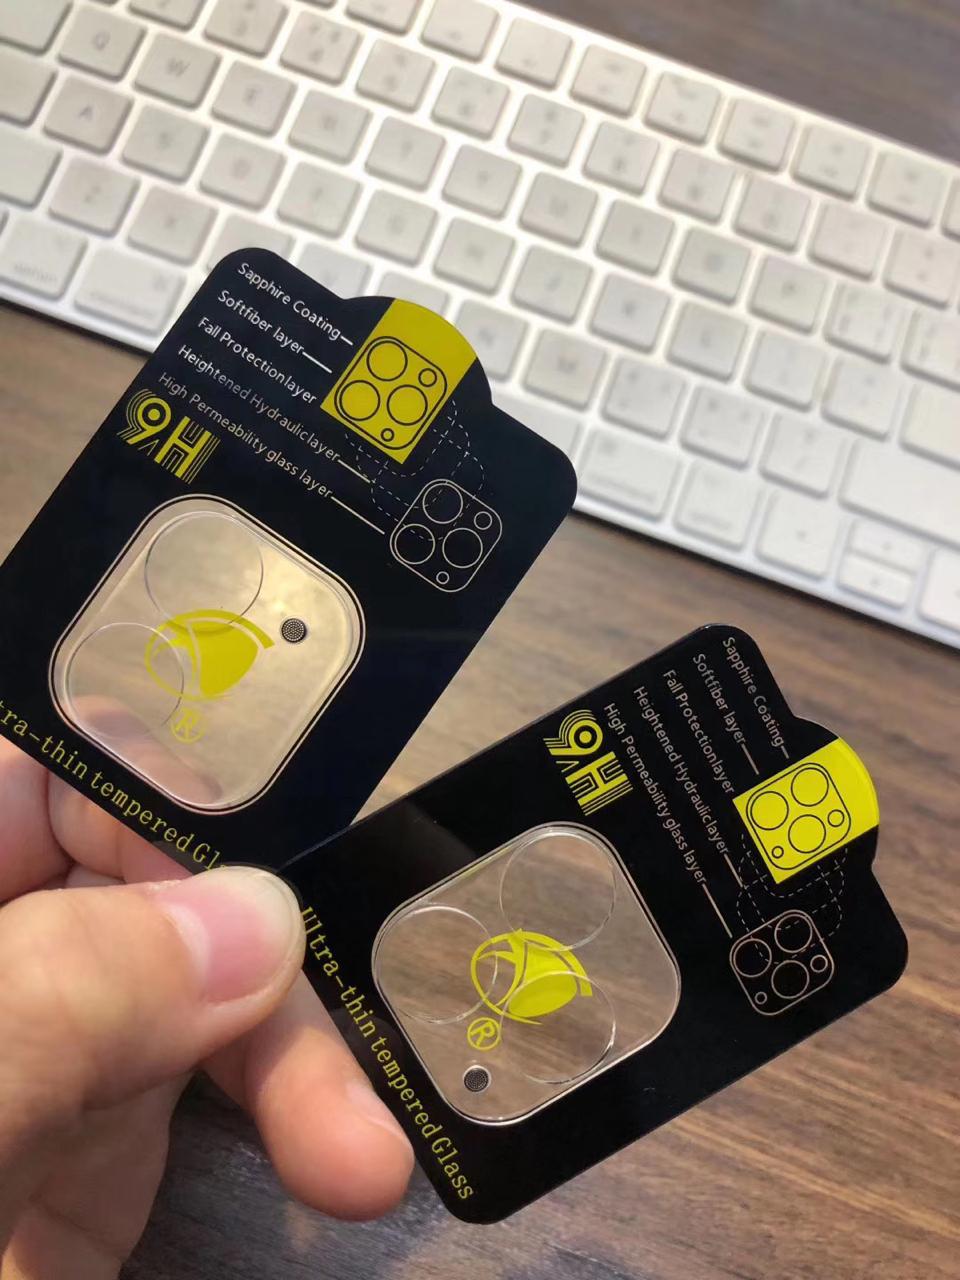 Q
W
E
A
Z
Sapphire Coating
Softfiber layer
Fall Protectionlayer
Heightened Hydraulic layer
High Permeability glass layer
9H
®
tra-thin tempered Gl
Sapphire Coating
Softfiber layer
Fall Protectionlayer
Heightened Hydraulic layer
High Permeability glass layer
9H
®
Ultra-thin tempered Glass